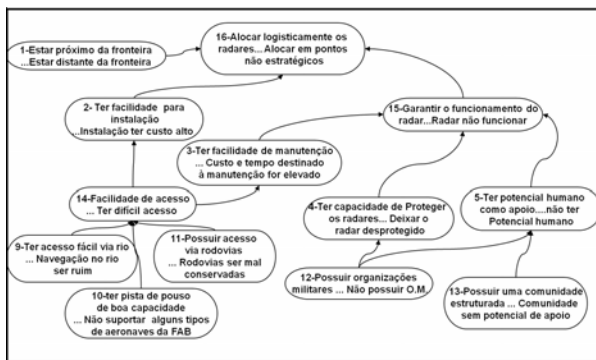 16-Alocar logisticamente os
radares... Alocar em pontos
não estratégicos
1-Estar próximo da fronteira
...Estar distante da fronteira
15-Garantir o funcionamento do
radar...Radar não funcionar
2- Ter facilidade para
instalação
...Instalação ter custo alto
3-Ter facilidade de manutenção
... Custo e tempo destinado
à manutenção for elevado
14-Facilidade de acesso
... Ter difícil acesso
4-Ter capacidade de Proteger
os radares... Deixar o
radar desprotegido
5-Ter potencial humano
como apoio....não ter
Potencial humano
9-Ter acesso fácil via rio
... Navegação no rio
ser ruim
11-Possuir acesso
via rodovias
... Rodovias ser mal
conservadas
12-Possuir organizações
militares ... Não possuir O.M.
13-Possuir uma comunidade
estruturada ... Comunidade
sem potencial de apoio
10-ter pista de pouso
de boa capacidade
... Não suportar alguns tipos
de aeronaves da FAB